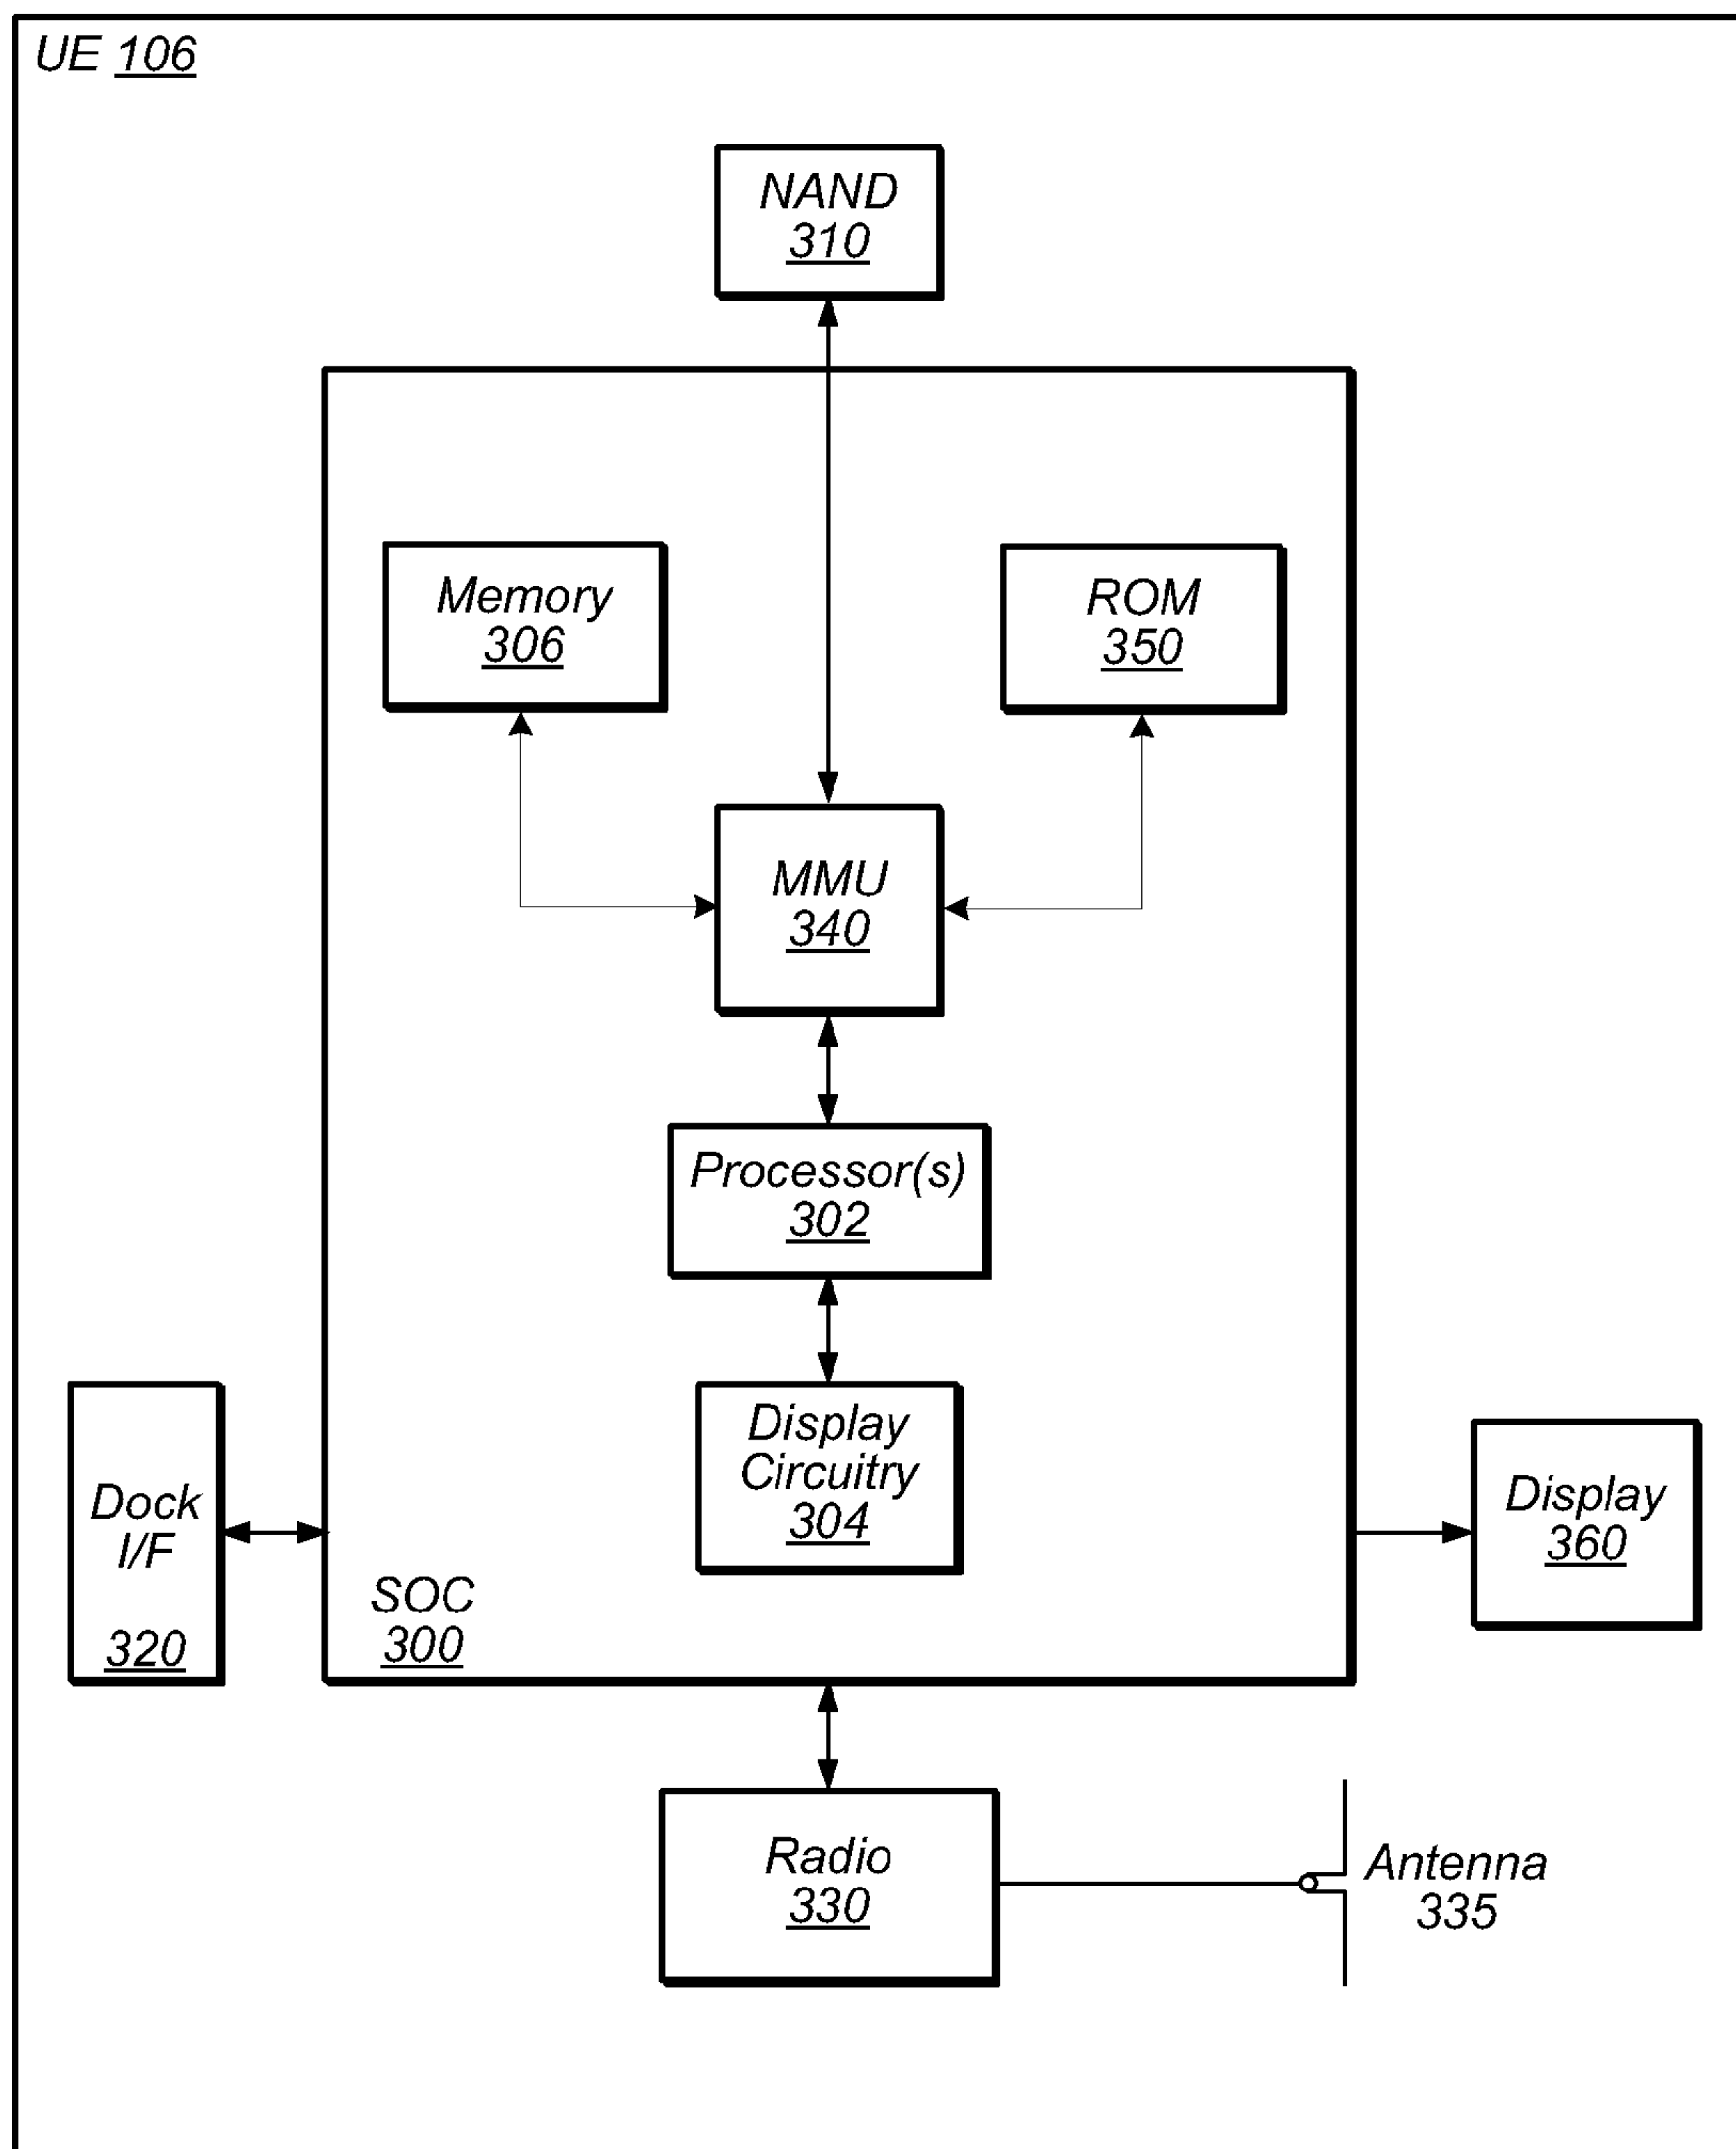 UE 106
NAND
310
Memory
306
ROM
350
MMU
340
Processor(s)
302
Display
Circuitry
304
Dock
I/F
320
SOC
300
Display
360
Radio
330
Antenna
335